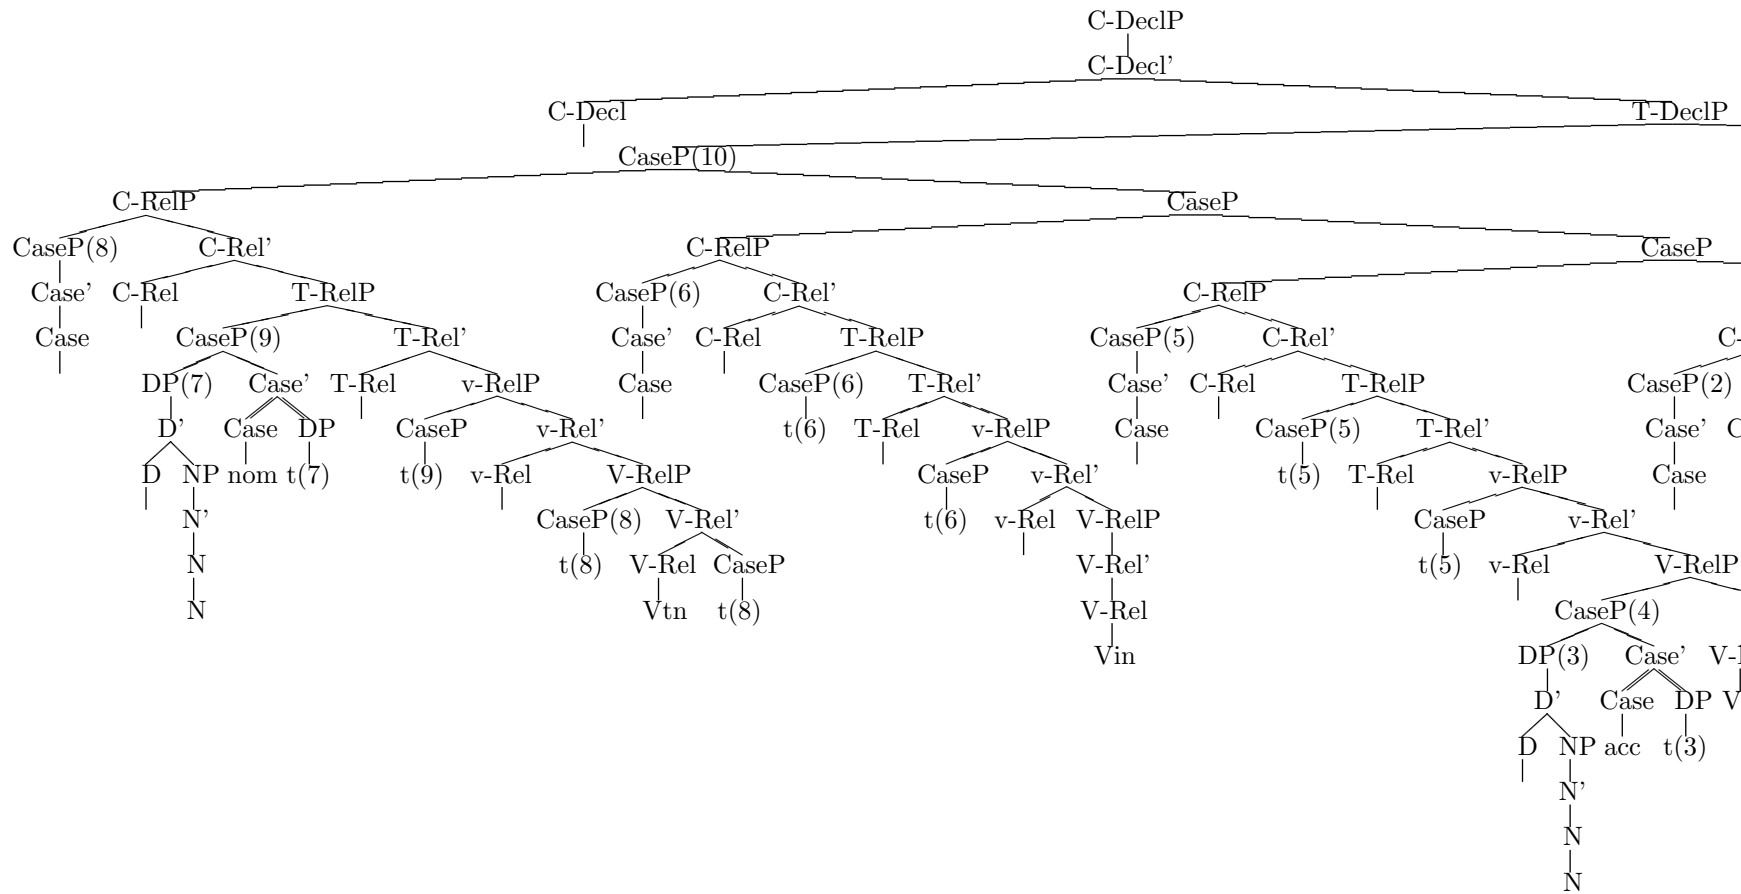 C-DeclP
C-Decl’
C-Decl T-DeclP
CaseP(10)
C-RelP CaseP
CaseP(8) C-Rel’ C-RelP CaseP
Case’ C-Rel T-RelP CaseP(6) C-Rel’ C-RelP
Case CaseP(9) T-Rel’ Case’ C-Rel T-RelP CaseP(5) C-Rel’ C-
DP(7) Case’ T-Rel v-RelP Case CaseP(6) T-Rel’ Case’ C-Rel T-RelP CaseP(2)
D’ Case DP CaseP v-Rel’ t(6) T-Rel v-RelP Case CaseP(5) T-Rel’ Case’ C
D NP nom t(7) t(9) v-Rel V-RelP CaseP v-Rel’ t(5) T-Rel v-RelP Case
N’ CaseP(8) V-Rel’ t(6) v-Rel V-RelP CaseP v-Rel’
N t(8) V-Rel CaseP V-Rel’ t(5) v-Rel V-RelP
N Vtn t(8) V-Rel CaseP(4)
Vin DP(3) Case’ V-
D’ Case DP V
D NP acc t(3)
N’
N
N